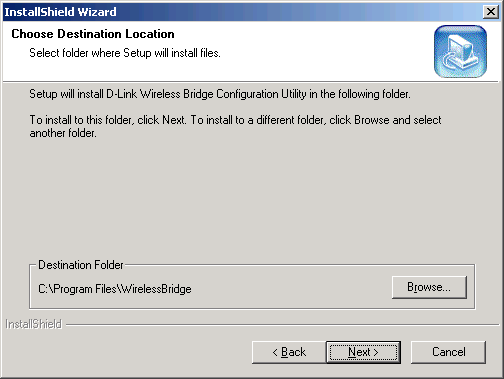 InstallShield Wizard
Choose Destination Location
Select folder where Setup will install files.
Setup will install D-Link Wireless Bridge Configuration Utility in the following folder.
To install to this folder, click Next. To install to a different folder, click Browse and select
another folder.
Destination Folder
C:\Program Files\WirelessBridge
Browse...
InstallShield
< Back
Next >
Cancel